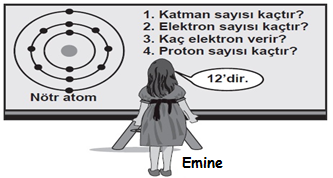 1. Katman sayısı kaçtır?
2. Elektron sayısı kaçtır?
3. Kaç elektron verir?
4. Proton sayısı kaçtır?
12'dir.
Nötr atom
Emine